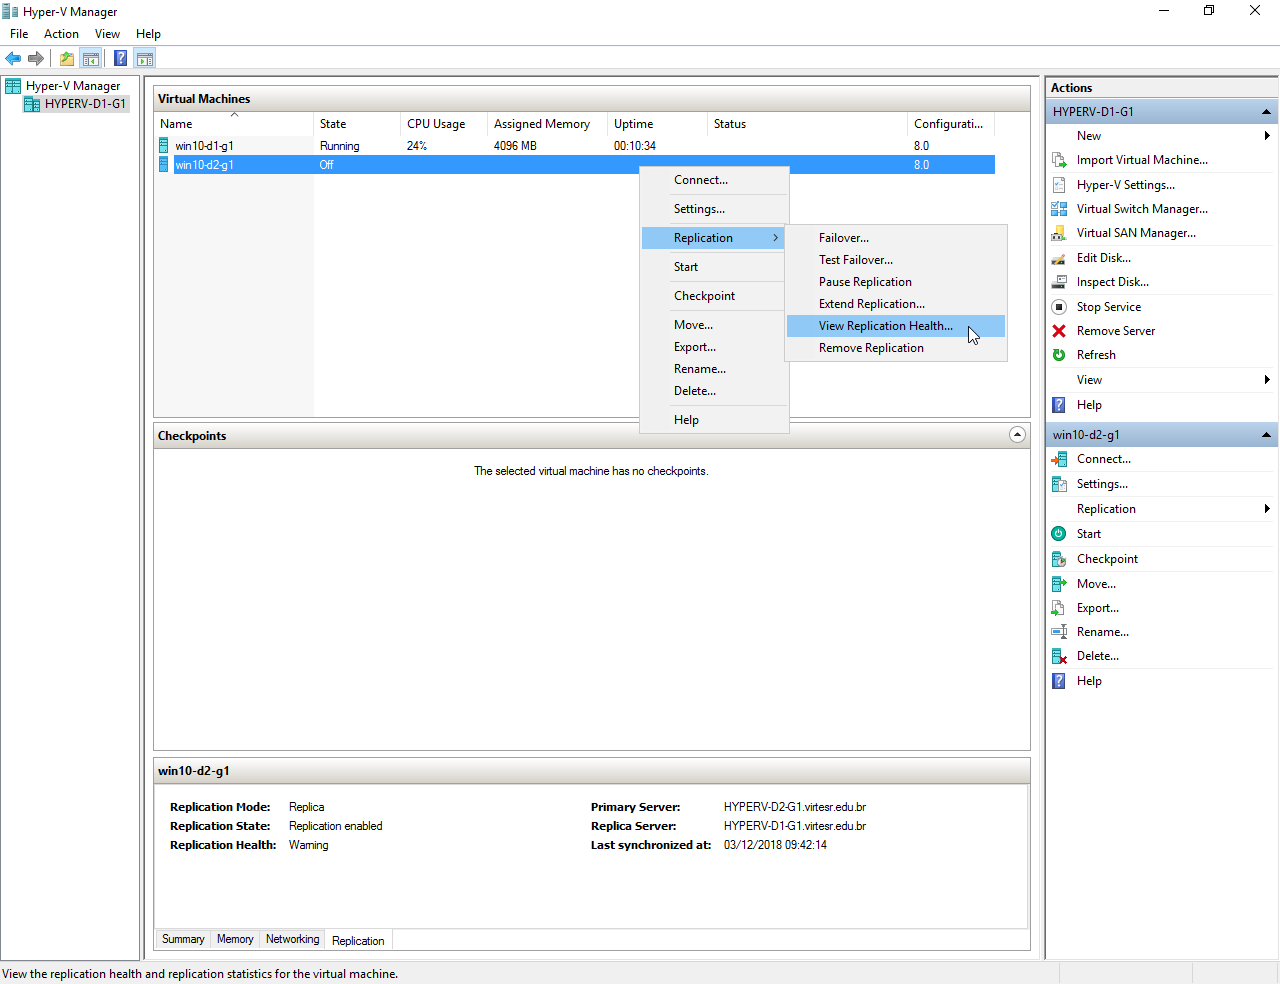 Hyper-V Manager
File Action View Help
Hyper-V Manager
HYPERV-D1-G1
Virtual Machines
Name State CPU Usage Assigned Memory Uptime Status Configurati...
win10-d1-g1 Running 24% 4096 MB 00:10:34 8.0
win10-d2-g1 Off 8.0
Connect...
Settings...
Replication
Start
Checkpoint
Move...
Export...
Rename...
Delete...
Help
Failover...
Test Failover...
Pause Replication
Extend Replication...
View Replication Health...
Remove Replication
Checkpoints
The selected virtual machine has no checkpoints.
win10-d2-g1
Replication Mode: Replica
Replication State: Replication enabled
Replication Health: Warning
Primary Server: HYPERV-D2-G1.virtesr.edu.br
Replica Server: HYPERV-D1-G1.virtesr.edu.br
Last synchronized at: 03/12/2018 09:42:14
Summary Memory Networking Replication
Actions
HYPERV-D1-G1
New
Import Virtual Machine...
Hyper-V Settings...
Virtual Switch Manager...
Virtual SAN Manager...
Edit Disk...
Inspect Disk...
Stop Service
Remove Server
Refresh
View
Help
win10-d2-g1
Connect...
Settings...
Replication
Start
Checkpoint
Move...
Export...
Rename...
Delete...
Help
View the replication health and replication statistics for the virtual machine.